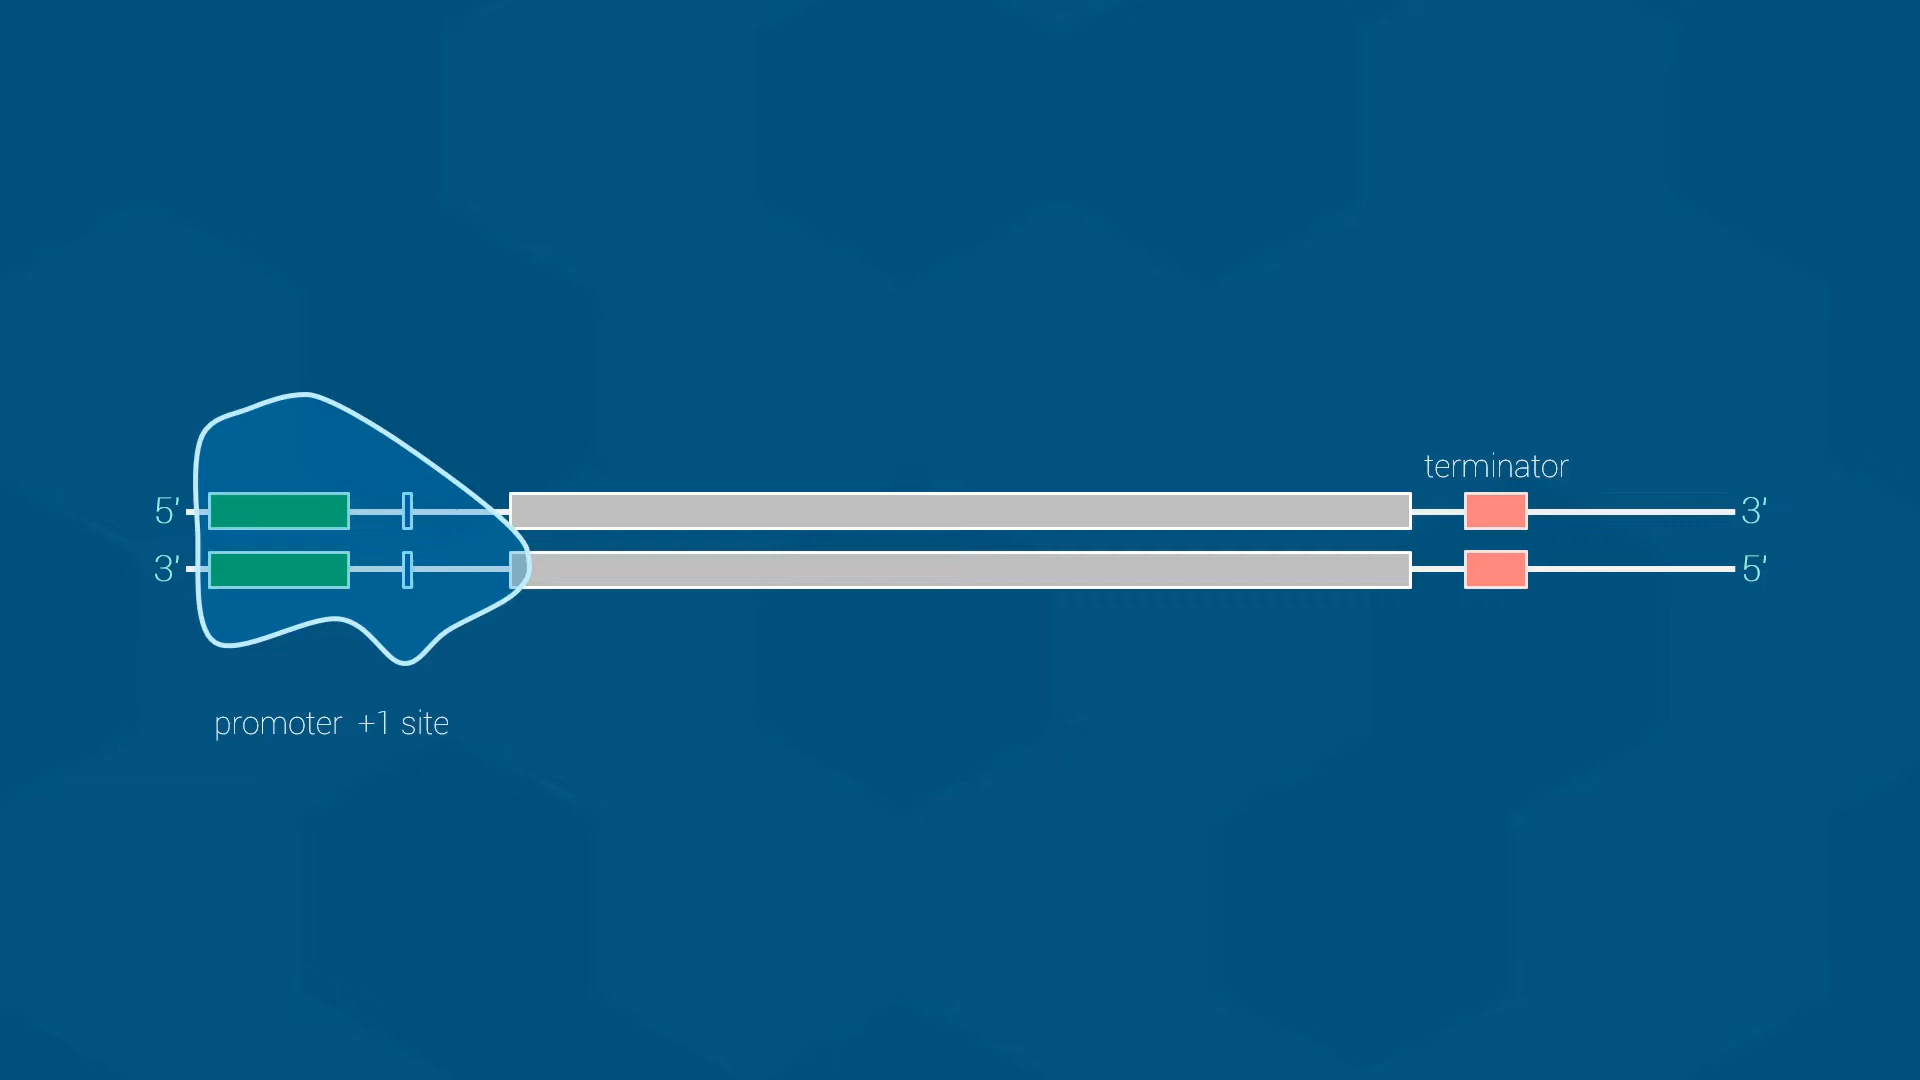 terminator
5' 3'
3' 5'
promoter +1 site